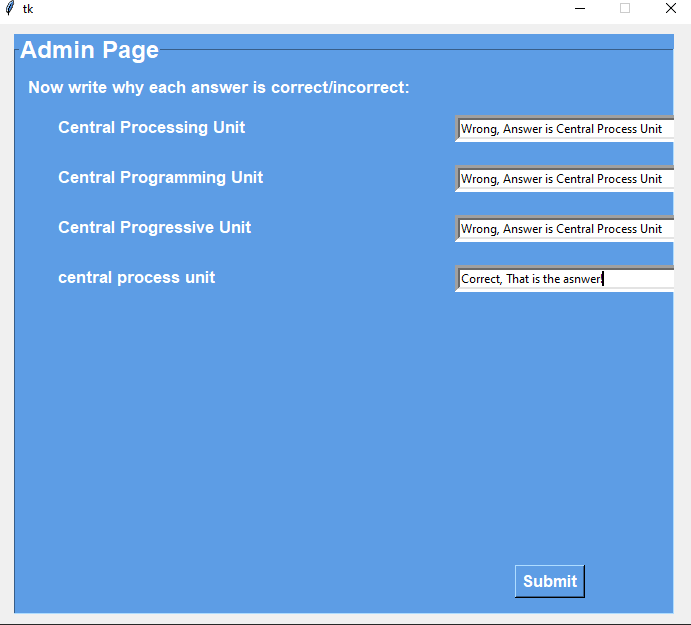 tk
Admin Page
Now write why each answer is correct/incorrect:
Central Processing Unit
Wrong, Answer is Central Process Unit
Central Programming Unit
Wrong, Answer is Central Process Unit
Central Progressive Unit
Wrong, Answer is Central Process Unit
central process unit
Correct, That is the asnwer!
Submit